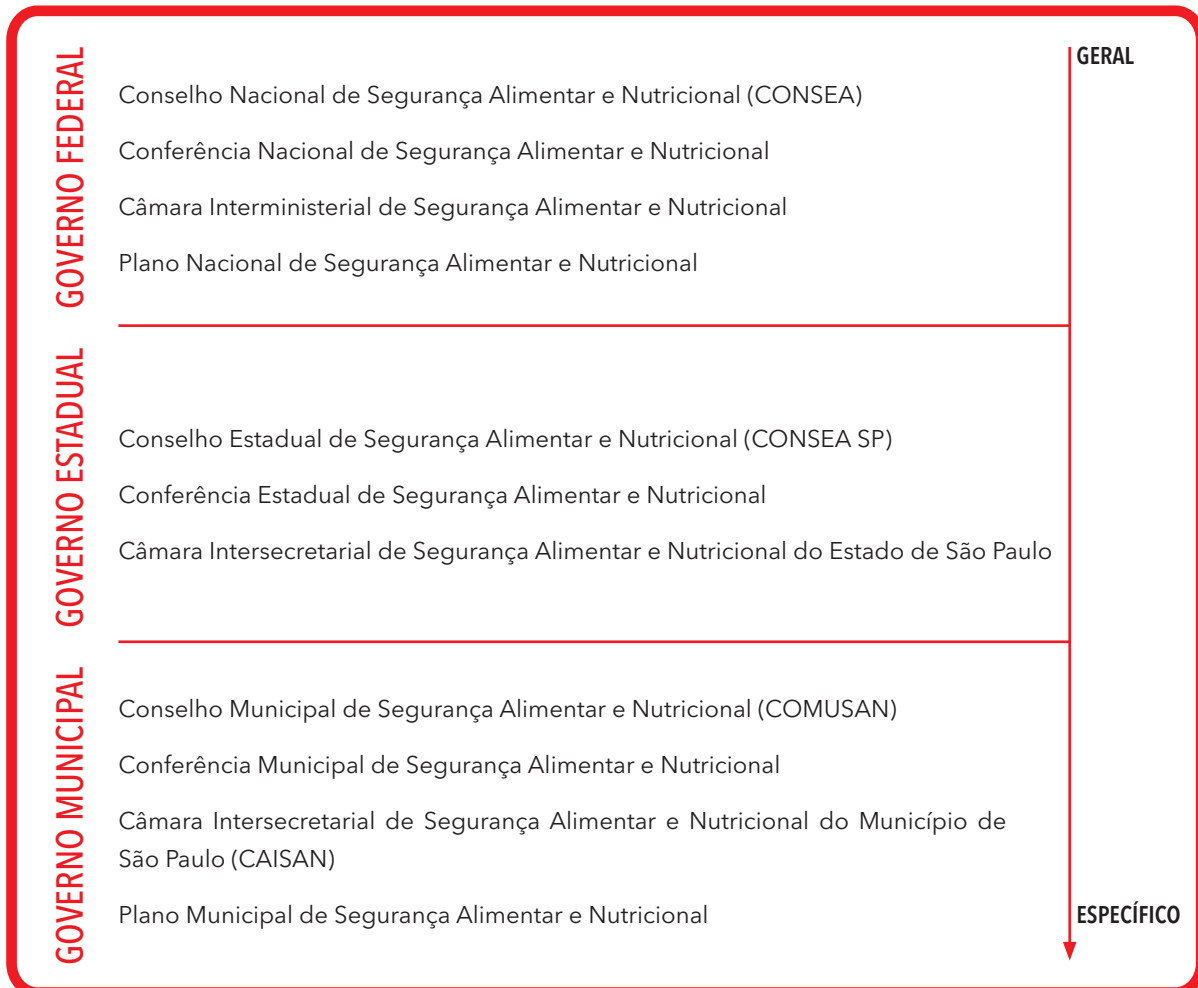 GERAL
GOVERNO FEDERAL
Conselho Nacional de Segurança Alimentar e Nutricional (CONSEA)
Conferência Nacional de Segurança Alimentar e Nutricional
Câmara Interministerial de Segurança Alimentar e Nutricional
Plano Nacional de Segurança Alimentar e Nutricional
GOVERNO ESTADUAL
Conselho Estadual de Segurança Alimentar e Nutricional (CONSEA SP)
Conferência Estadual de Segurança Alimentar e Nutricional
Câmara Intersecretarial de Segurança Alimentar e Nutricional do Estado de São Paulo
GOVERNO MUNICIPAL
Conselho Municipal de Segurança Alimentar e Nutricional (COMUSAN)
Conferência Municipal de Segurança Alimentar e Nutricional
Câmara Intersecretarial de Segurança Alimentar e Nutricional do Município de
São Paulo (CAISAN)
Plano Municipal de Segurança Alimentar e Nutricional
ESPECÍFICO